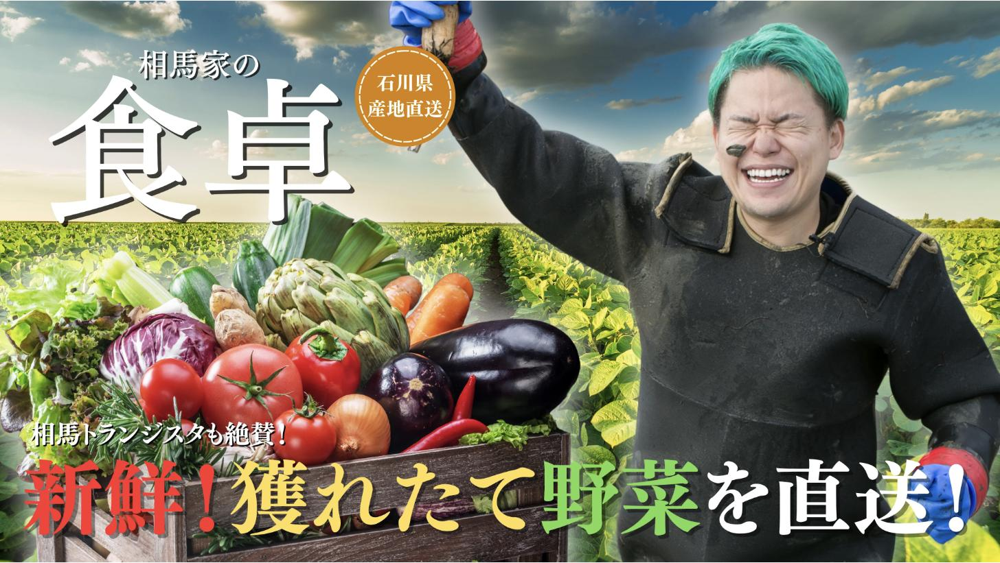 相馬家の
食卓
石川県
産地直送
相馬トランジスタも絶賛！
新鮮！獲れたて野菜を直送！